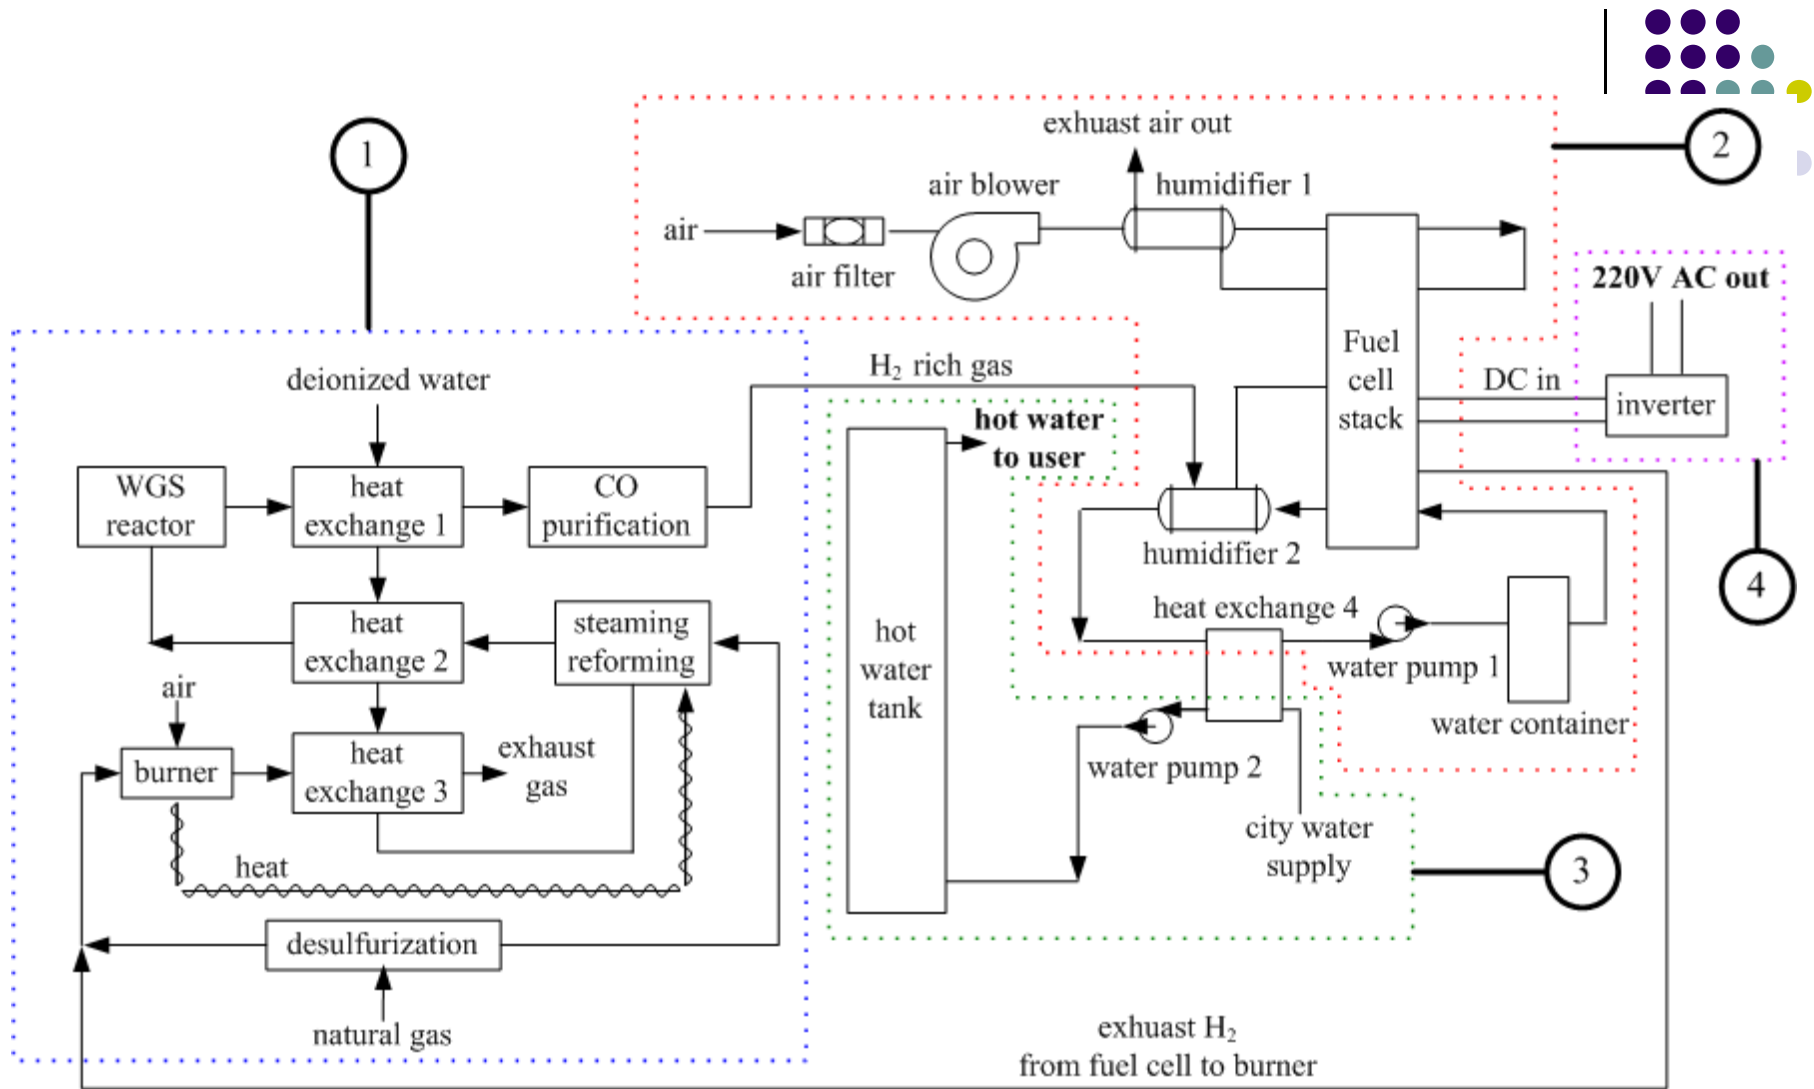 1
2
exhuast air out
air blower
humidifier 1
air
air filter
220V AC out
Fuel
cell
stack
H₂ rich gas
DC in
inverter
deionized water
hot water
to user
WGS
reactor
heat
exchange 1
CO
purification
humidifier 2
4
heat
exchange 2
steaming
reforming
hot
water
tank
heat exchange 4
water pump 1
water container
air
burner
heat
exchange 3
exhaust
gas
water pump 2
city water
supply
3
heat
desulfurization
natural gas
exhuast H₂
from fuel cell to burner